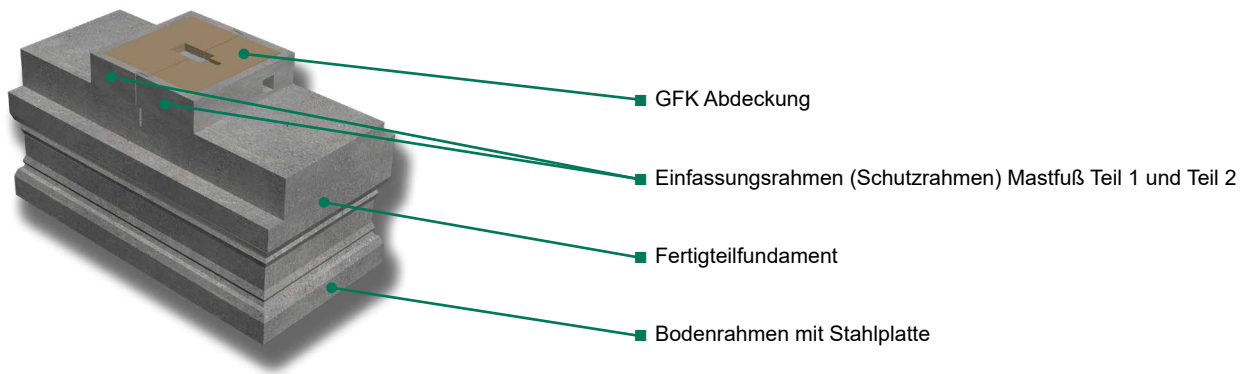 GFK Abdeckung
Einfassungsrahmen (Schutzrahmen) Mastfuß Teil 1 und Teil 2
Fertigteilfundament
Bodenrahmen mit Stahlplatte